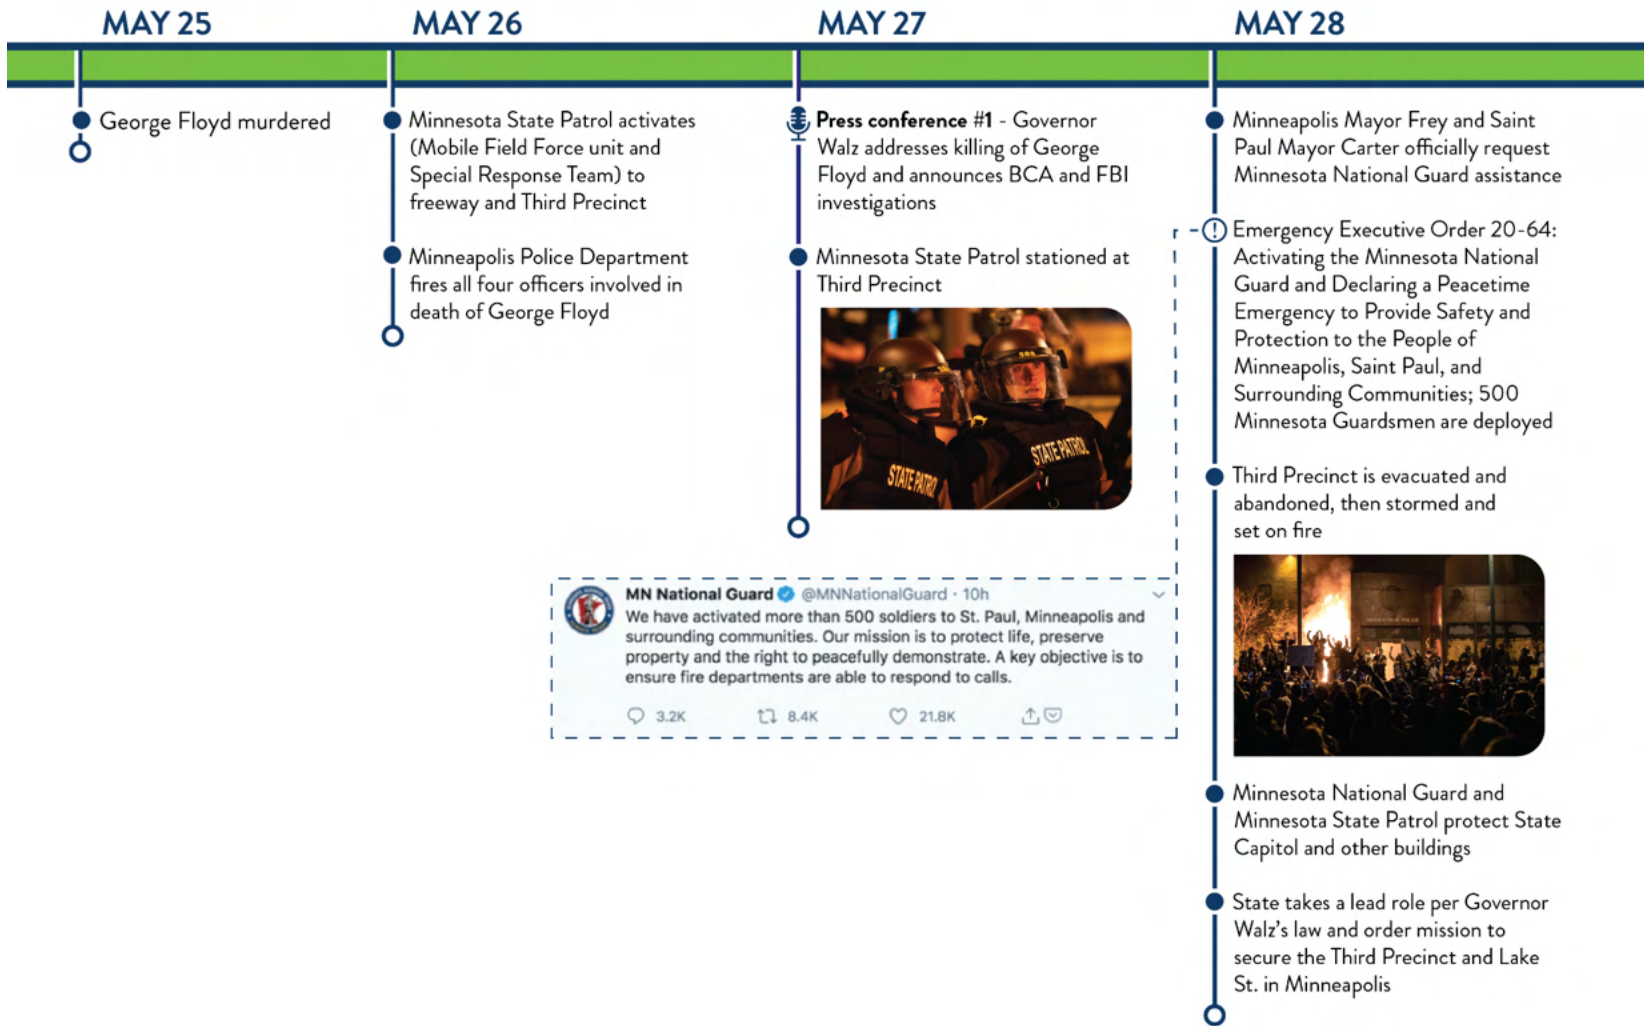 MAY 25
George Floyd murdered
MAY 26
Minnesota State Patrol activates
(Mobile Field Force unit and
Special Response Team) to
freeway and Third Precinct
Minneapolis Police Department
fires all four officers involved in
death of George Floyd
MAY 27
Press conference #1 - Governor
Walz addresses killing of George
Floyd and announces BCA and FBI
investigations
Minnesota State Patrol stationed at
Third Precinct
STATE PATROL
STATE PATROL
MN National Guard @MNNationalGuard · 10h
We have activated more than 500 soldiers to St. Paul, Minneapolis and
surrounding communities. Our mission is to protect life, preserve
property and the right to peacefully demonstrate. A key objective is to
ensure fire departments are able to respond to calls.
3.2K 8.4K 21.8K
MAY 28
Minneapolis Mayor Frey and Saint
Paul Mayor Carter officially request
Minnesota National Guard assistance
Emergency Executive Order 20-64:
Activating the Minnesota National
Guard and Declaring a Peacetime
Emergency to Provide Safety and
Protection to the People of
Minneapolis, Saint Paul, and
Surrounding Communities; 500
Minnesota Guardsmen are deployed
Third Precinct is evacuated and
abandoned, then stormed and
set on fire
Minnesota National Guard and
Minnesota State Patrol protect State
Capitol and other buildings
State takes a lead role per Governor
Walz's law and order mission to
secure the Third Precinct and Lake
St. in Minneapolis